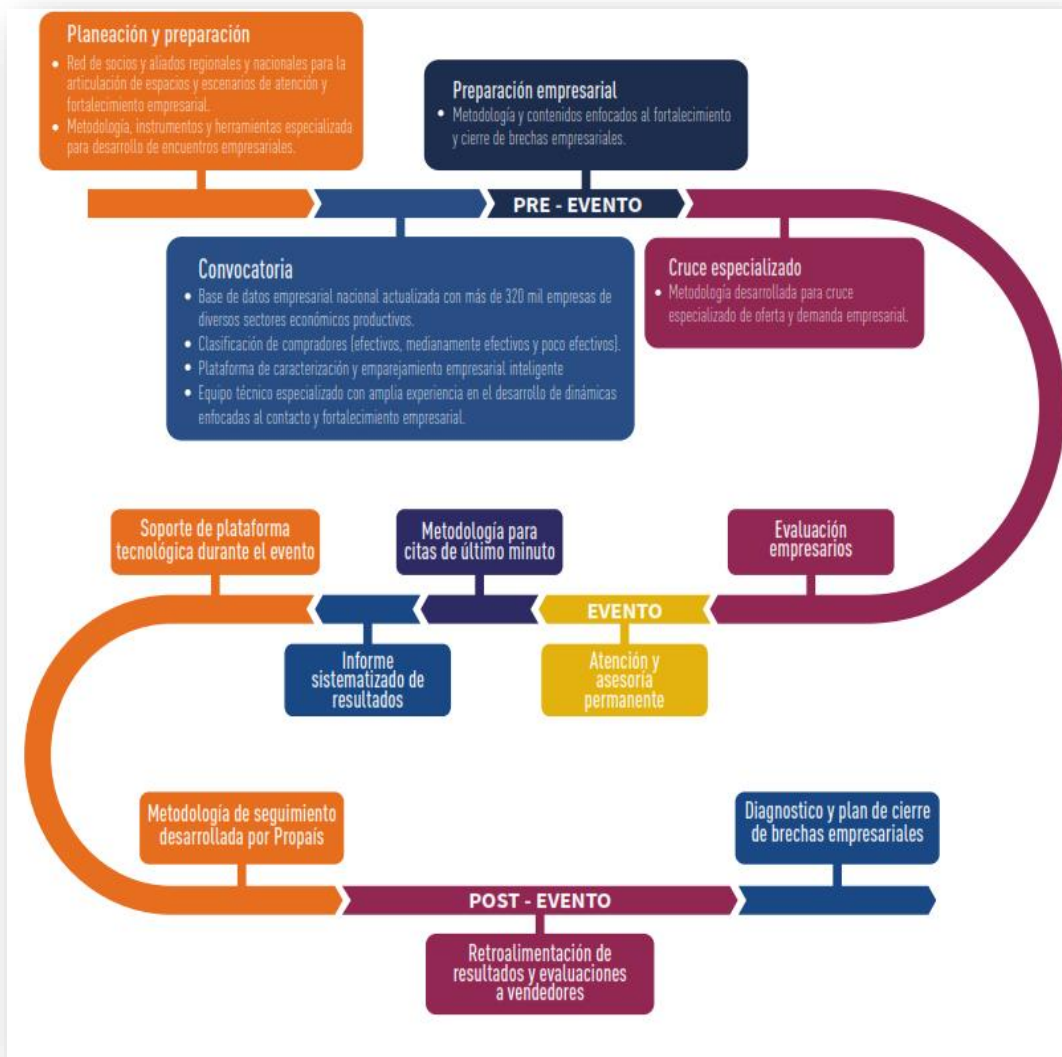 Planeación y preparación
• Red de socios y aliados regionales y nacionales para la
articulación de espacios y escenarios de atención y
fortalecimiento empresarial.
• Metodología, instrumentos y herramientas especializada
para desarrollo de encuentros empresariales.
Preparación empresarial
• Metodología y contenidos enfocados al fortalecimiento
y cierre de brechas empresariales.
PRE - EVENTO
Convocatoria
• Base de datos empresarial nacional actualizada con más de 320 mil empresas de
diversos sectores económicos productivos.
• Clasificación de compradores (efectivos, medianamente efectivos y poco efectivos).
• Plataforma de caracterización y emparejamiento empresarial inteligente
• Equipo técnico especializado con amplia experiencia en el desarrollo de dinámicas
enfocadas al contacto y fortalecimiento empresarial.
Cruce especializado
• Metodología desarrollada para cruce
especializado de oferta y demanda empresarial.
Evaluación
empresarios
EVENTO
Atención y
asesoría
permanente
Metodología para
citas de último minuto
Informe
sistematizado de
resultados
Soporte de plataforma
tecnológica durante el evento
Metodología de seguimiento
desarrollada por Propaís
POST - EVENTO
Retroalimentación de
resultados y evaluaciones
a vendedores
Diagnostico y plan de cierre
de brechas empresariales